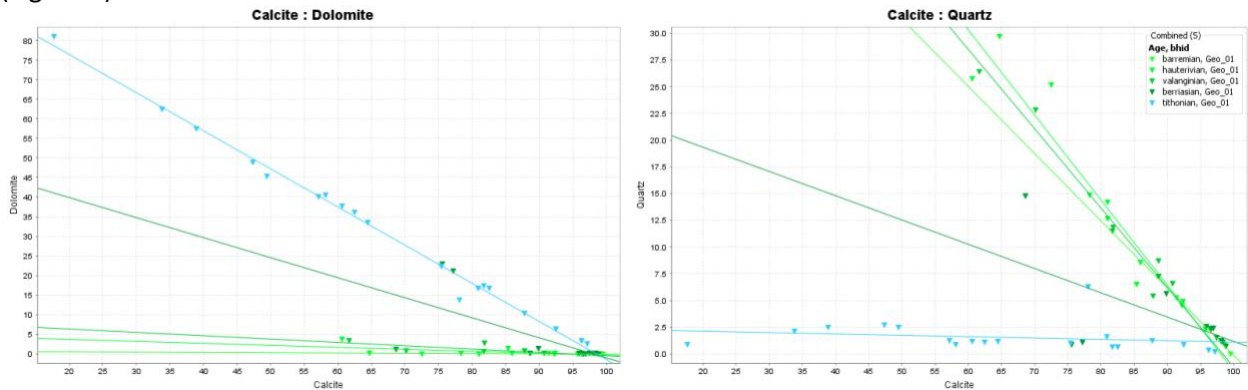 Calcite : Dolomite
80
75
70
65
60
55
50
45
40
35
30
25
20
15
10
5
0
Dolomite
20 25 30 35 40 45 50 55 60 65 70 75 80 85 90 95 100
Calcite
Calcite : Quartz
30.0
27.5
25.0
22.5
20.0
17.5
15.0
12.5
10.0
7.5
5.0
2.5
0.0
Quartz
20 25 30 35 40 45 50 55 60 65 70 75 80 85 90 95 100
Calcite
Combined (5)
Age, bhid
barremian, Geo_01
hauterivian, Geo_01
valanginian, Geo_01
berriasian, Geo_01
tithonian, Geo_01